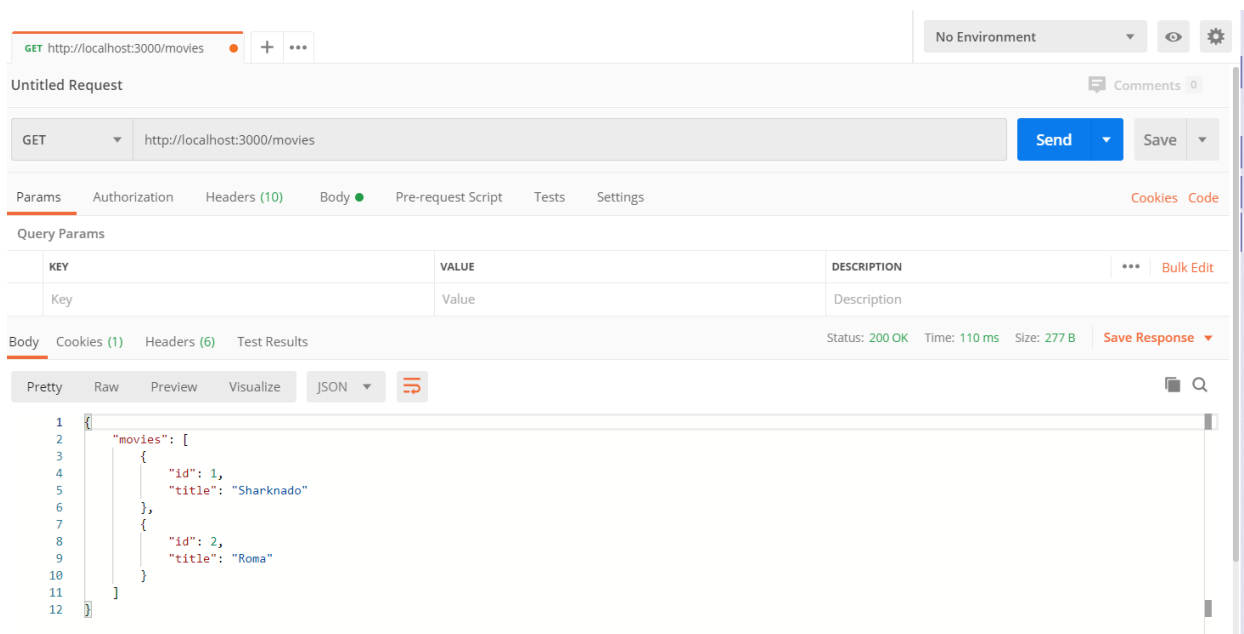 GET http://localhost:3000/movies + ••• No Environment
Untitled Request Comments 0
GET http://localhost:3000/movies Send Save
Params Authorization Headers (10) Body Pre-request Script Tests Settings Cookies Code
Query Params
KEY VALUE DESCRIPTION ••• Bulk Edit
Key Value Description
Body Cookies (1) Headers (6) Test Results Status: 200 OK Time: 110 ms Size: 277 B Save Response
Pretty Raw Preview Visualize JSON
1 {
2 "movies": [
3 {
4 "id": 1,
5 "title": "Sharknado"
6 },
7 {
8 "id": 2,
9 "title": "Roma"
10 }
11 ]
12 }